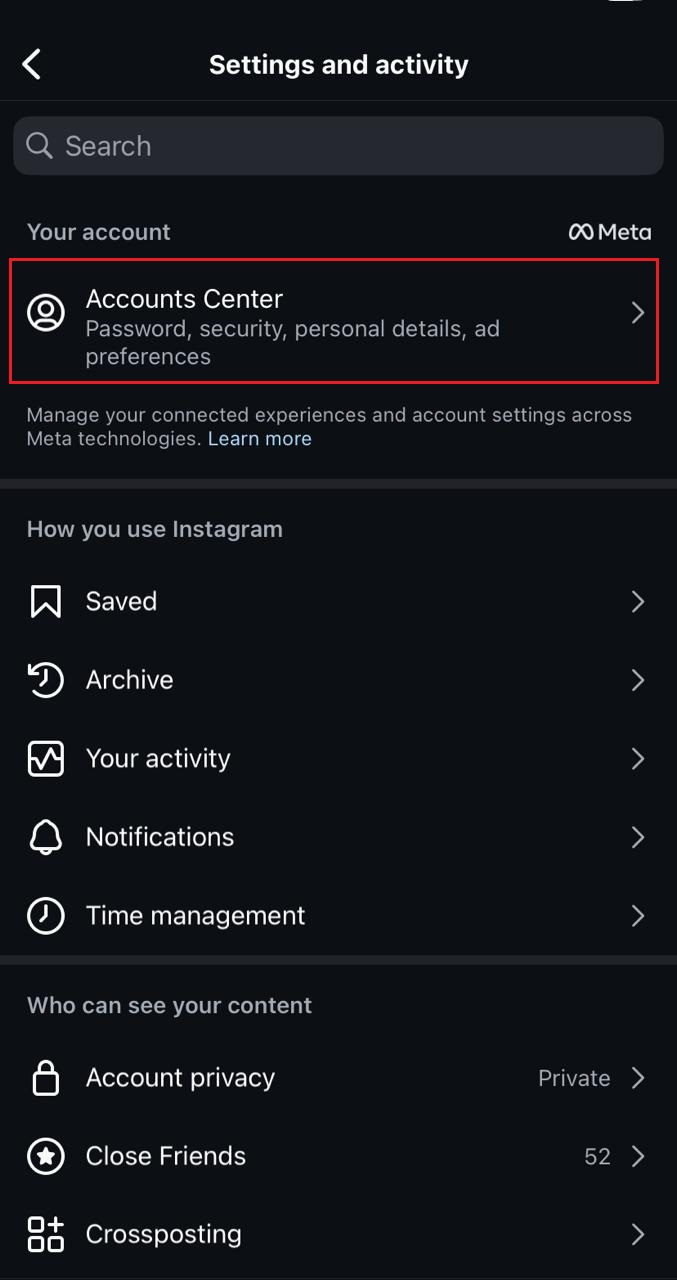 Settings and activity
Search
Your account
Meta
Accounts Center
Password, security, personal details, ad
preferences
Manage your connected experiences and account settings across
Meta technologies. Learn more
How you use Instagram
Saved
Archive
Your activity
Notifications
Time management
Who can see your content
Account privacy Private
Close Friends 52
Crossposting